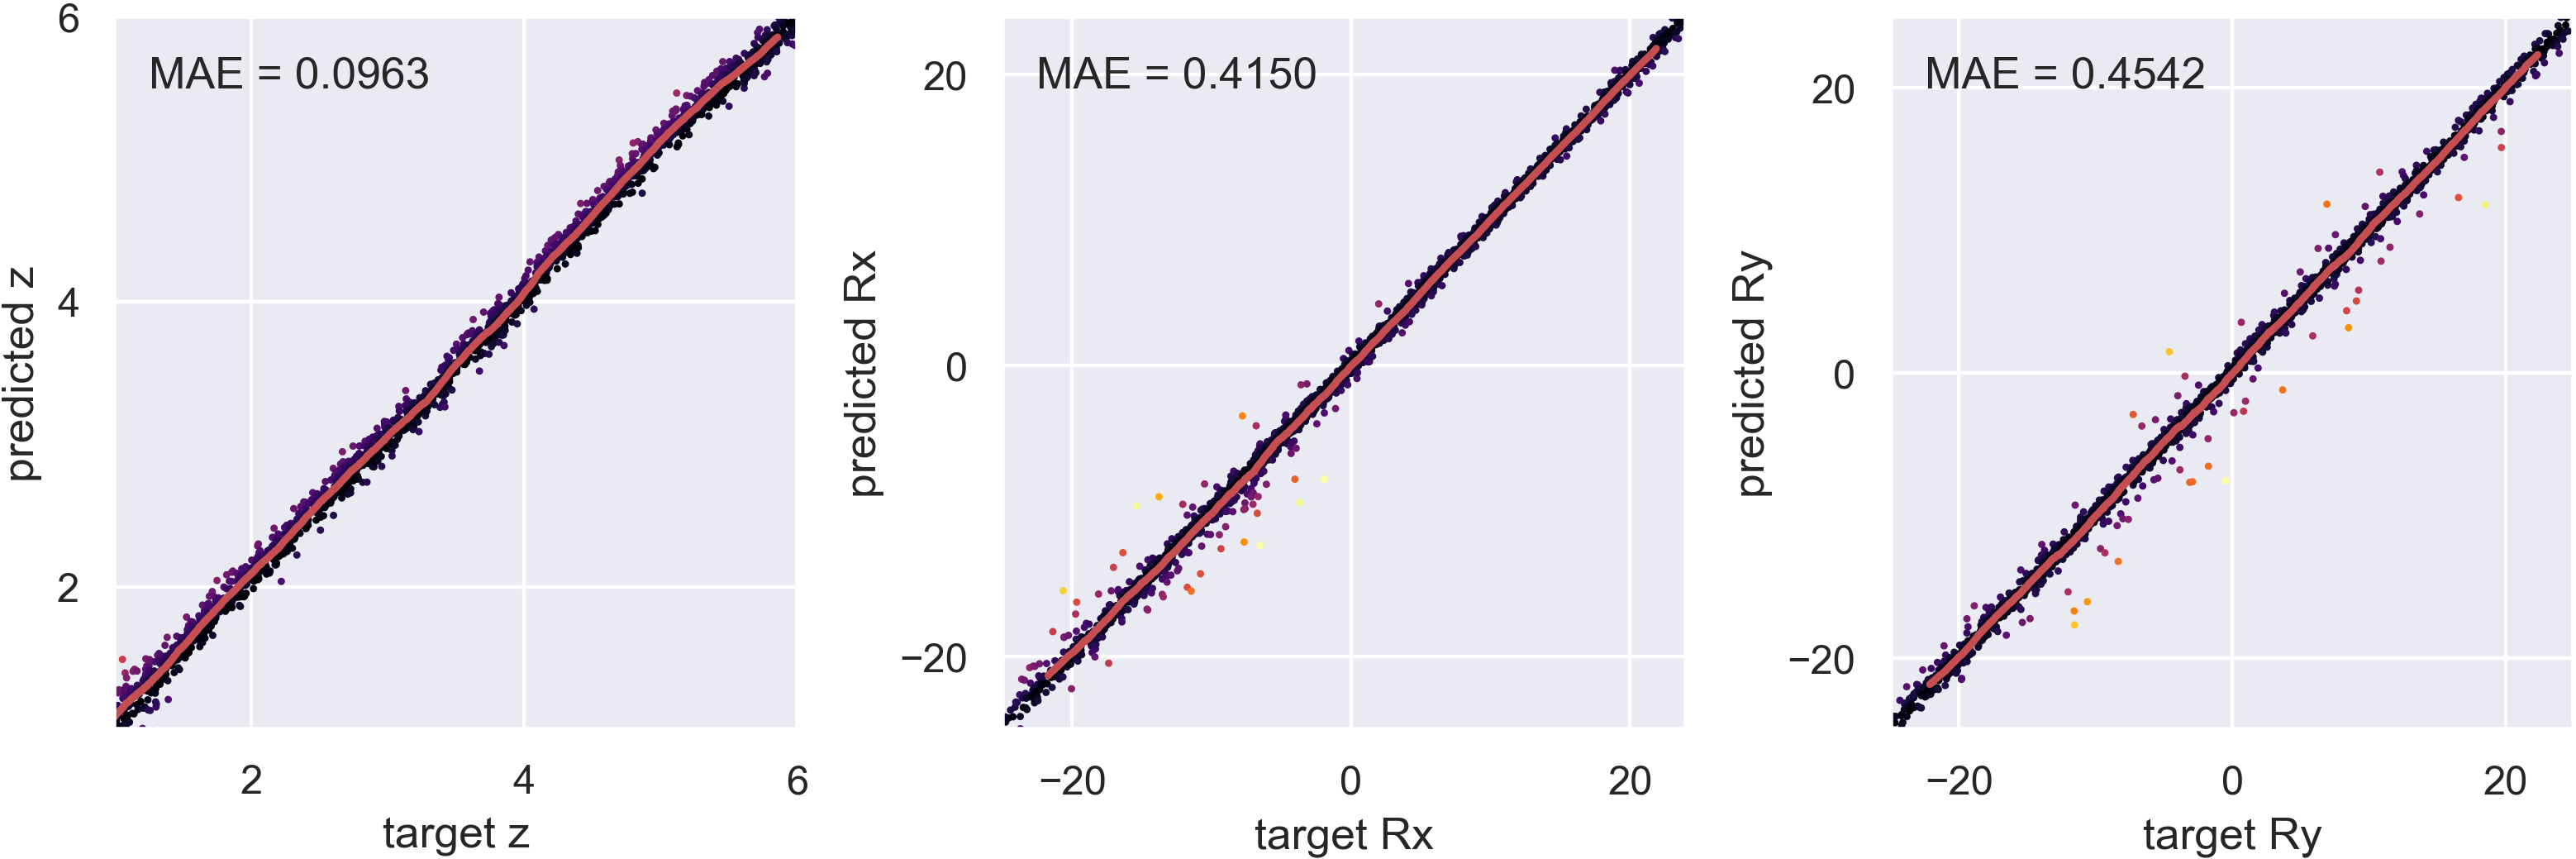 6
4
2
predicted z
MAE = 0.0963
2 4 6
target z
20
0
−20
predicted Rx
MAE = 0.4150
−20 0 20
target Rx
20
0
−20
predicted Ry
MAE = 0.4542
−20 0 20
target Ry